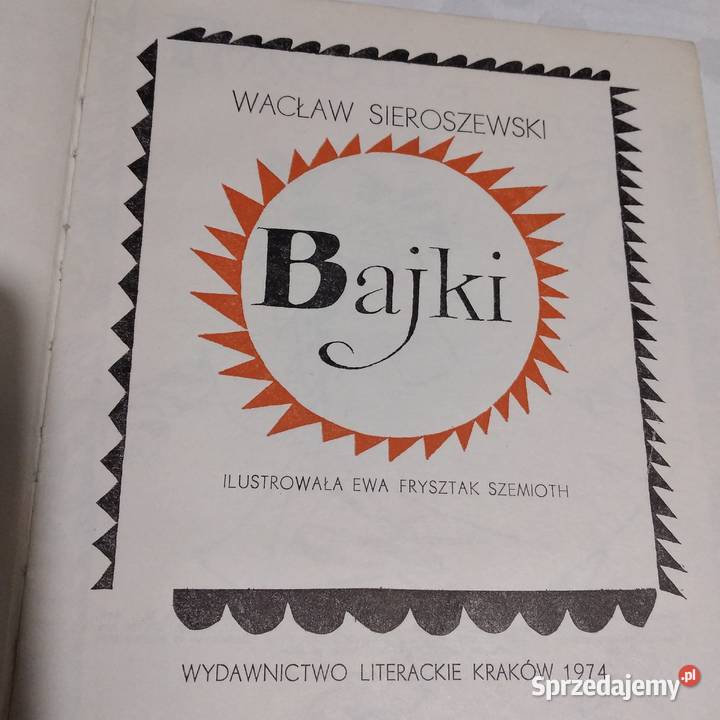 WACŁAW SIEROSZEWSKI
Bajki
ILUSTROWAŁA EWA FRYSZTAK SZEMIOTH
WYDAWNICTWO LITERACKIE KRAKÓW 1974
Sprzedajemy.pl